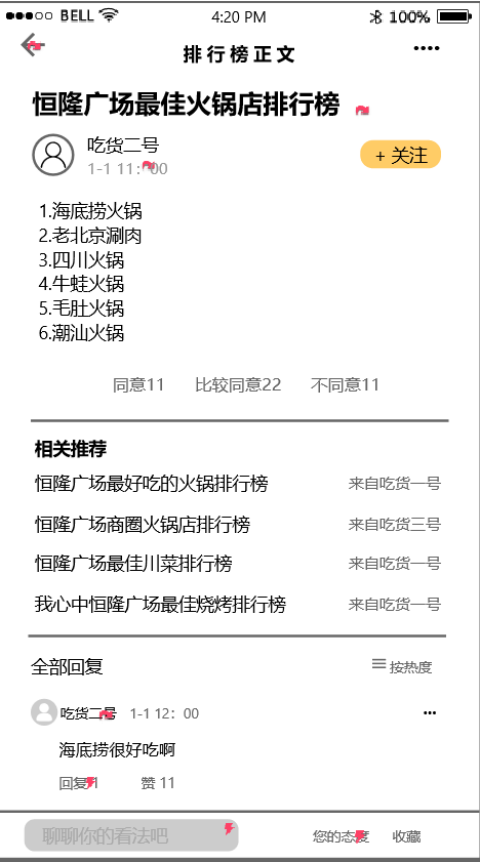 BELL 4:20 PM 100%
排行榜正文
恒隆广场最佳火锅店排行榜
吃货二号
1-1 11：00
+ 关注
1.海底捞火锅
2.老北京涮肉
3.四川火锅
4.牛蛙火锅
5.毛肚火锅
6.潮汕火锅
同意11 比较同意22 不同意11
相关推荐
恒隆广场最好吃的火锅排行榜 来自吃货一号
恒隆广场商圈火锅店排行榜 来自吃货三号
恒隆广场最佳川菜排行榜 来自吃货一号
我心中恒隆广场最佳烧烤排行榜 来自吃货一号
全部回复 按热度
吃货二号 1-1 12：00
海底捞很好吃啊
回复1 赞 11
聊聊你的看法吧 您的态度 收藏